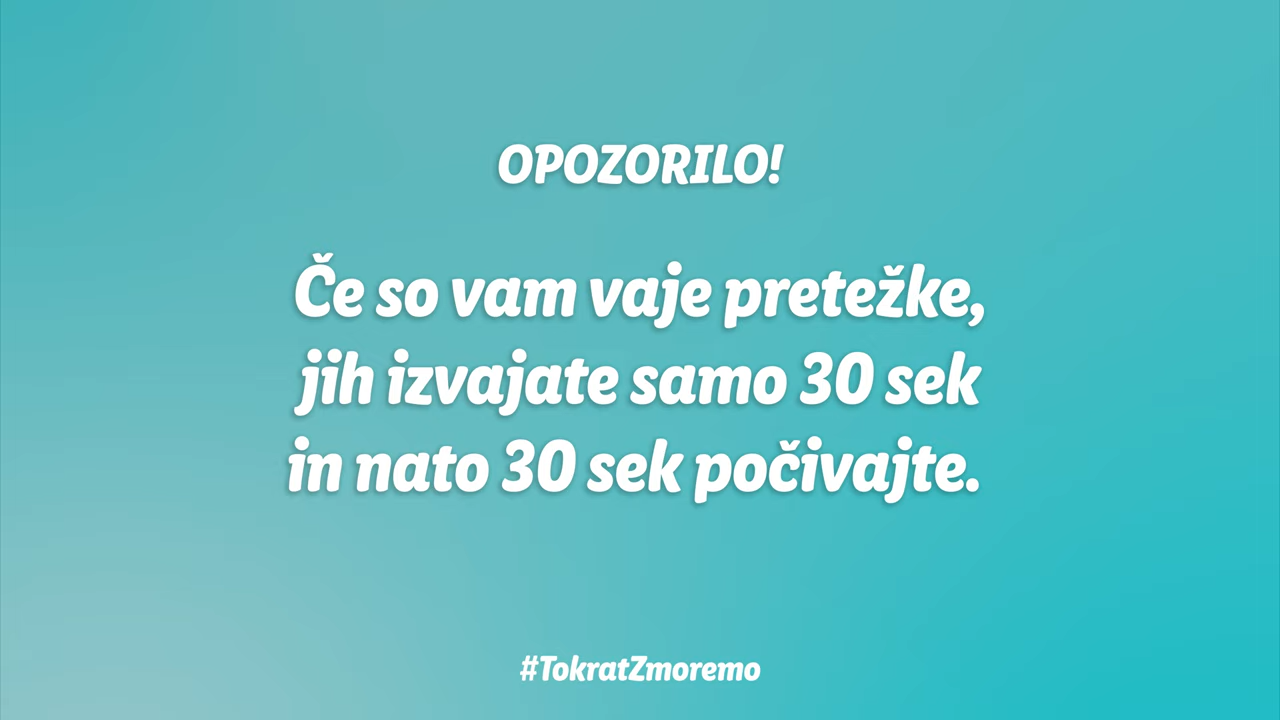 OPOZORILO!
Če so vam vaje pretežke,
jih izvajate samo 30 sek
in nato 30 sek počivajte.
#TokratZmoremo